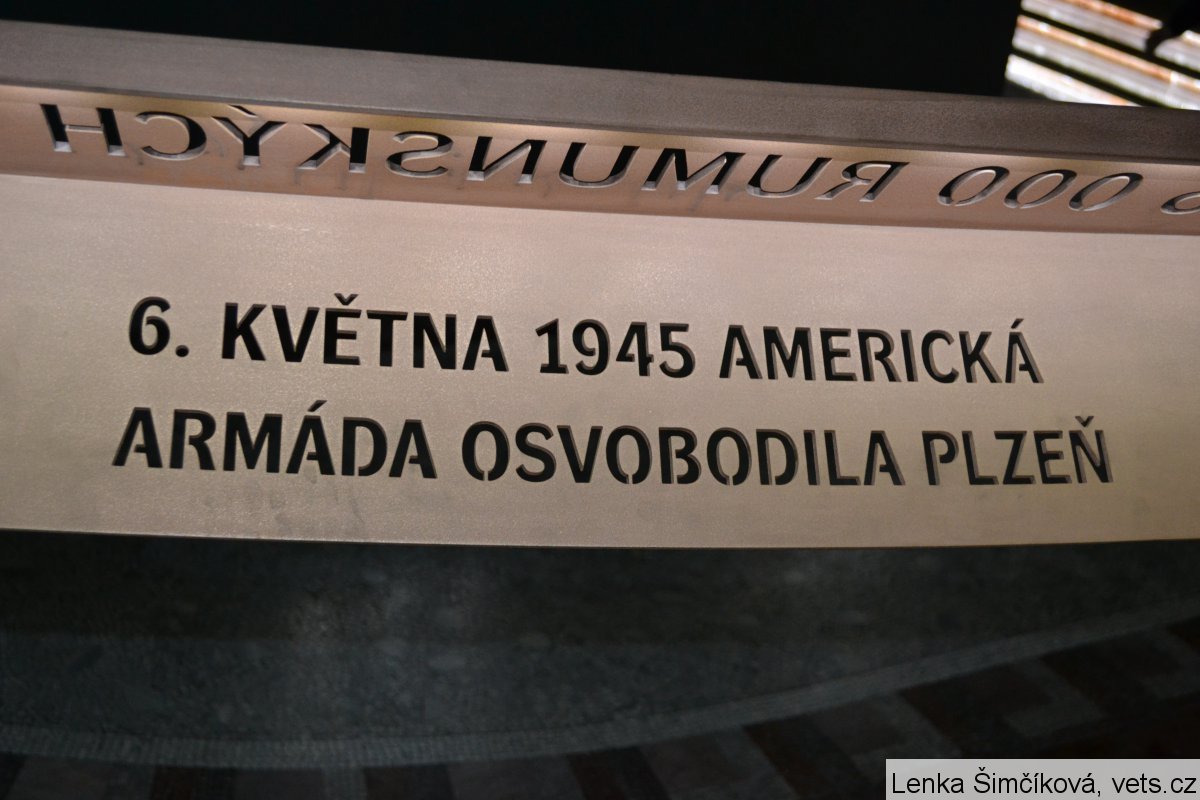 000 RUMUNSKÝCH
6. KVĚTNA 1945 AMERICKÁ
ARMÁDA OSVOBODILA PLZEŇ
Lenka Šimčíková, vets.cz